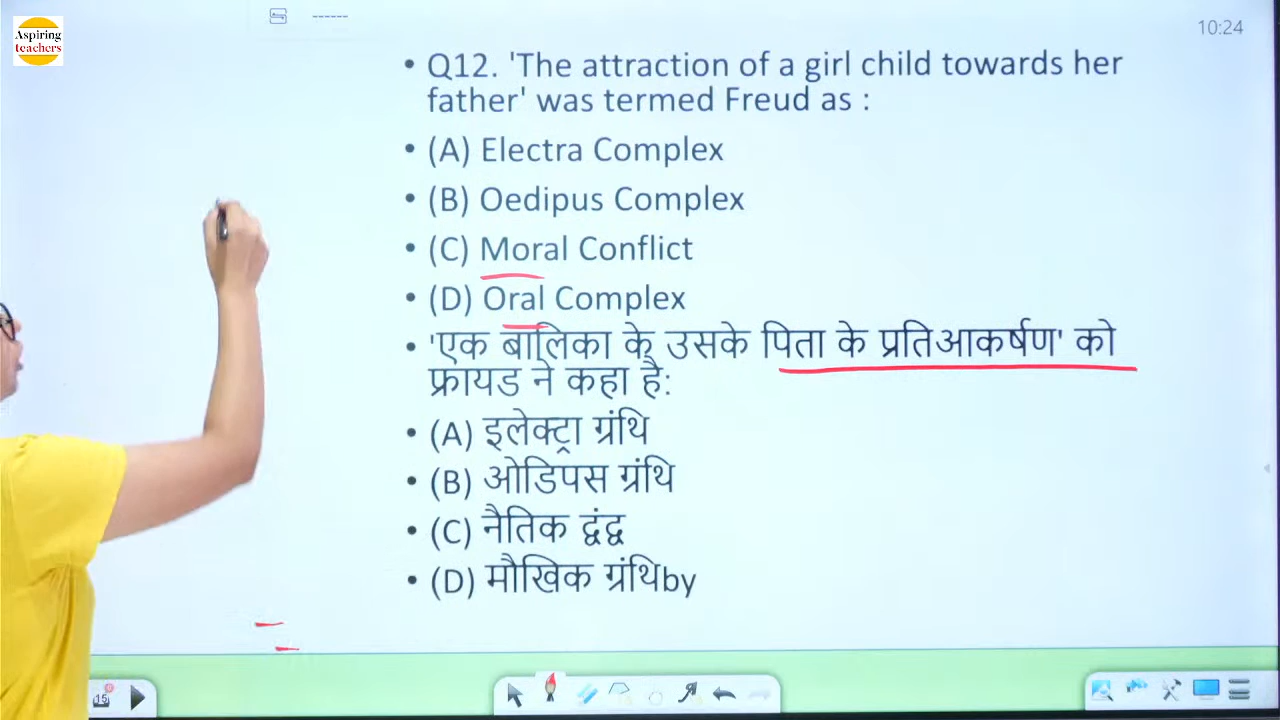 Aspiring
teachers
10:24
• Q12. 'The attraction of a girl child towards her
father' was termed Freud as :
• (A) Electra Complex
• (B) Oedipus Complex
• (C) Moral Conflict
• (D) Oral Complex
• 'एक बालिका के उसके पिता के प्रतिआकर्षण' को
फ्रायड ने कहा है:
• (A) इलेक्ट्रा ग्रंथि
• (B) ओडिपस ग्रंथि
• (C) नैतिक द्वंद्व
• (D) मौखिक ग्रंथिby
15